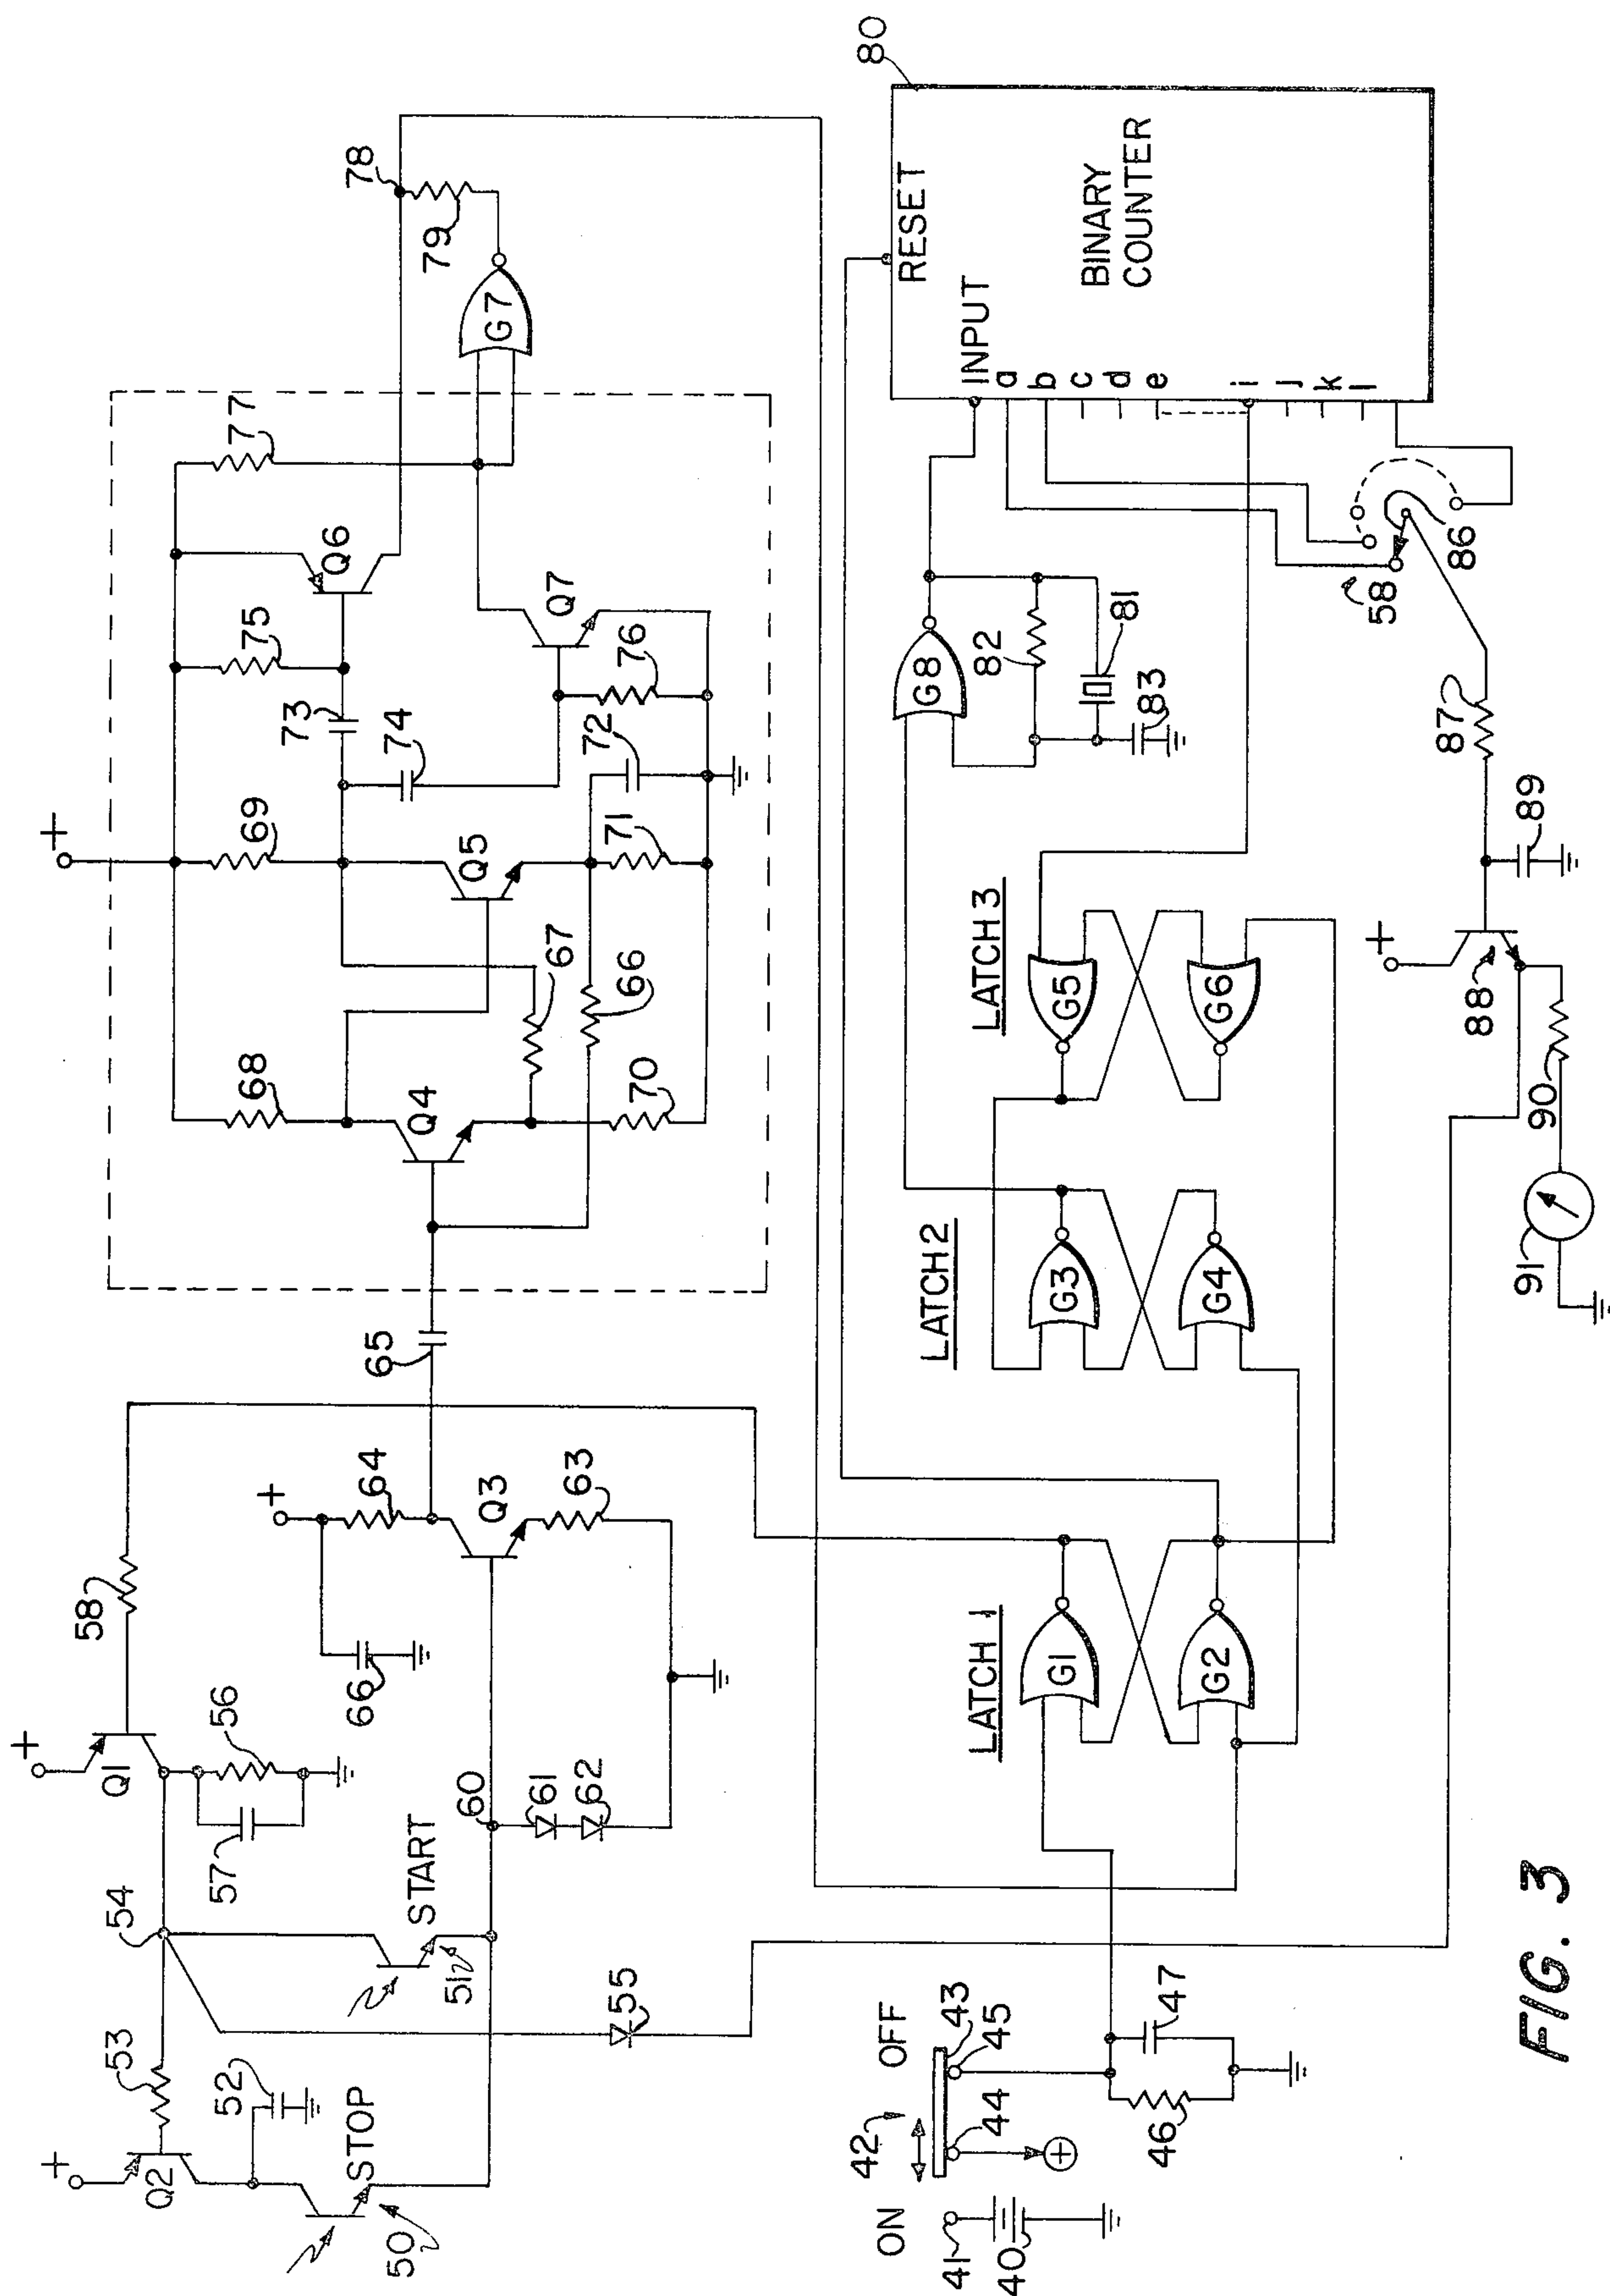 +
Q2
53
52
STOP
50
54
55
51
START
57
56
+
Q1
58
60
61
62
66
+
64
Q3
63
65
68
Q4
70
67
66
+
69
Q5
71
72
73
74
75
76
Q6
Q7
77
G7
78
79
ON
OFF
41
40
42
43
44
45
46
47
LATCH 1
G1
G2
LATCH 2
G3
G4
LATCH 3
G5
G6
G8
82
81
83
80
RESET
INPUT
a
b
c
d
e
i
j
k
l
BINARY
COUNTER
58
86
87
89
+
88
90
91
FIG. 3